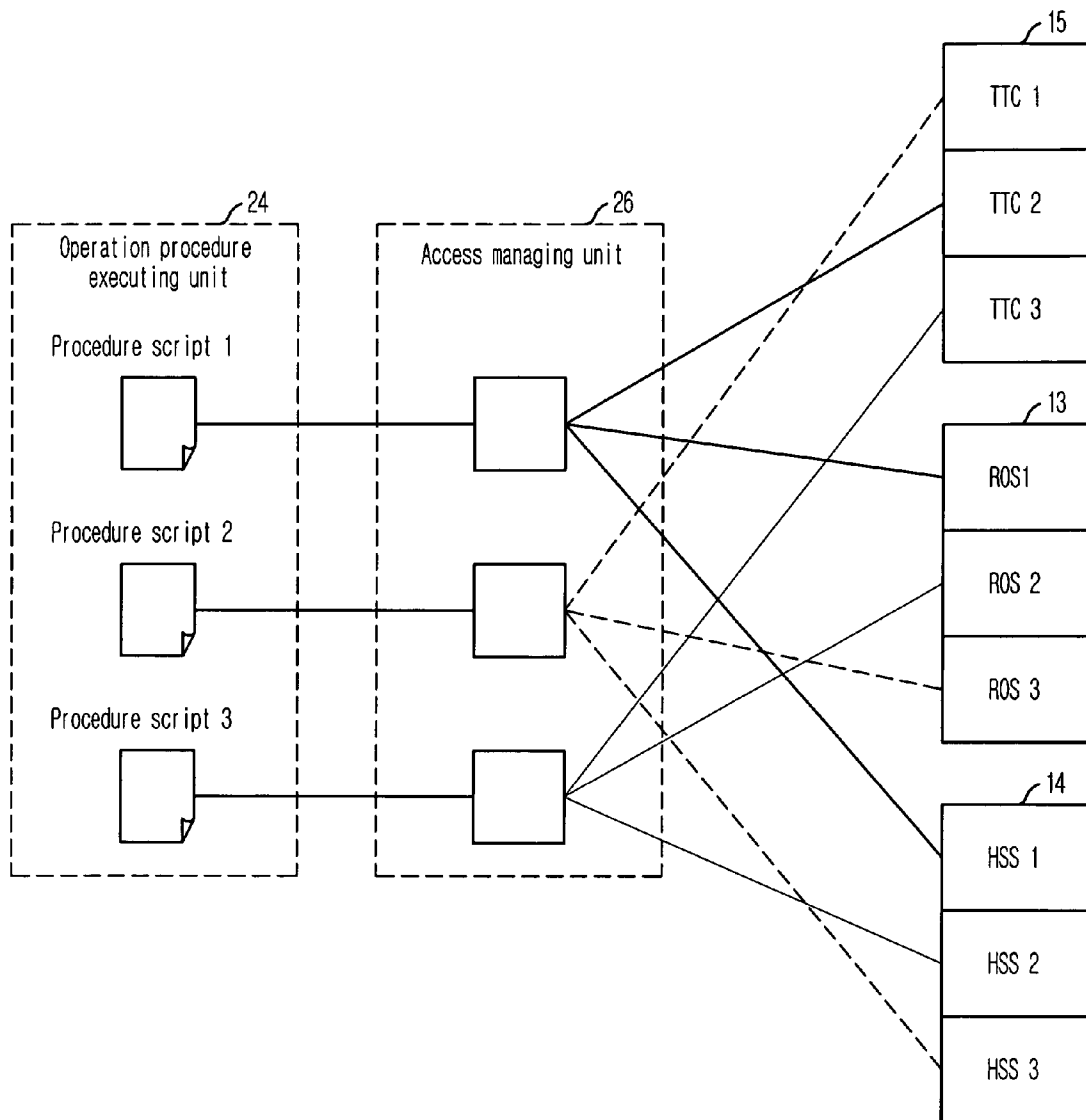 24
Operation procedure
executing unit
Procedure script 1
Procedure script 2
Procedure script 3
26
Access managing unit
15
TTC 1
TTC 2
TTC 3
13
ROS1
ROS 2
ROS 3
14
HSS 1
HSS 2
HSS 3